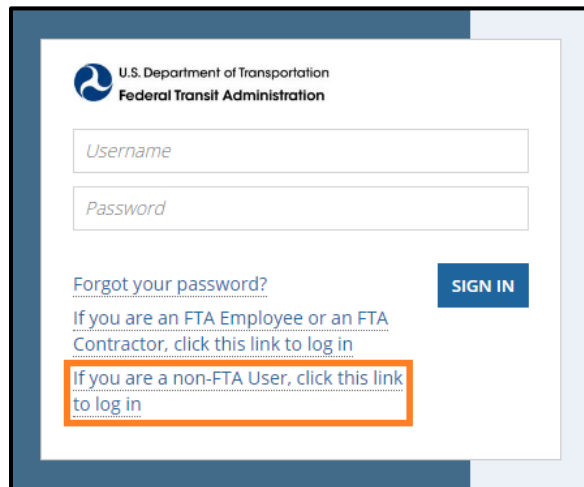 U.S. Department of Transportation
Federal Transit Administration
Username
Password
Forgot your password?
SIGN IN
If you are an FTA Employee or an FTA
Contractor, click this link to log in
If you are a non-FTA User, click this link
to log in